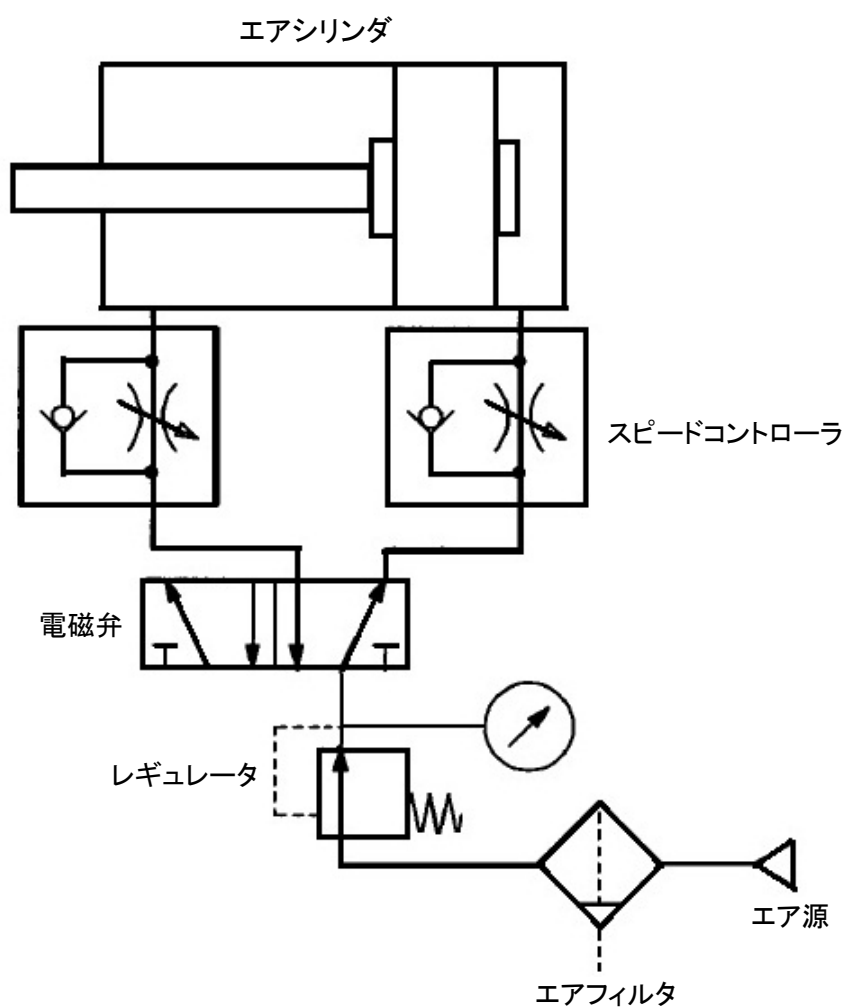 エアシリンダ
スピードコントローラ
電磁弁
レギュレータ
エア源
エアフィルタ